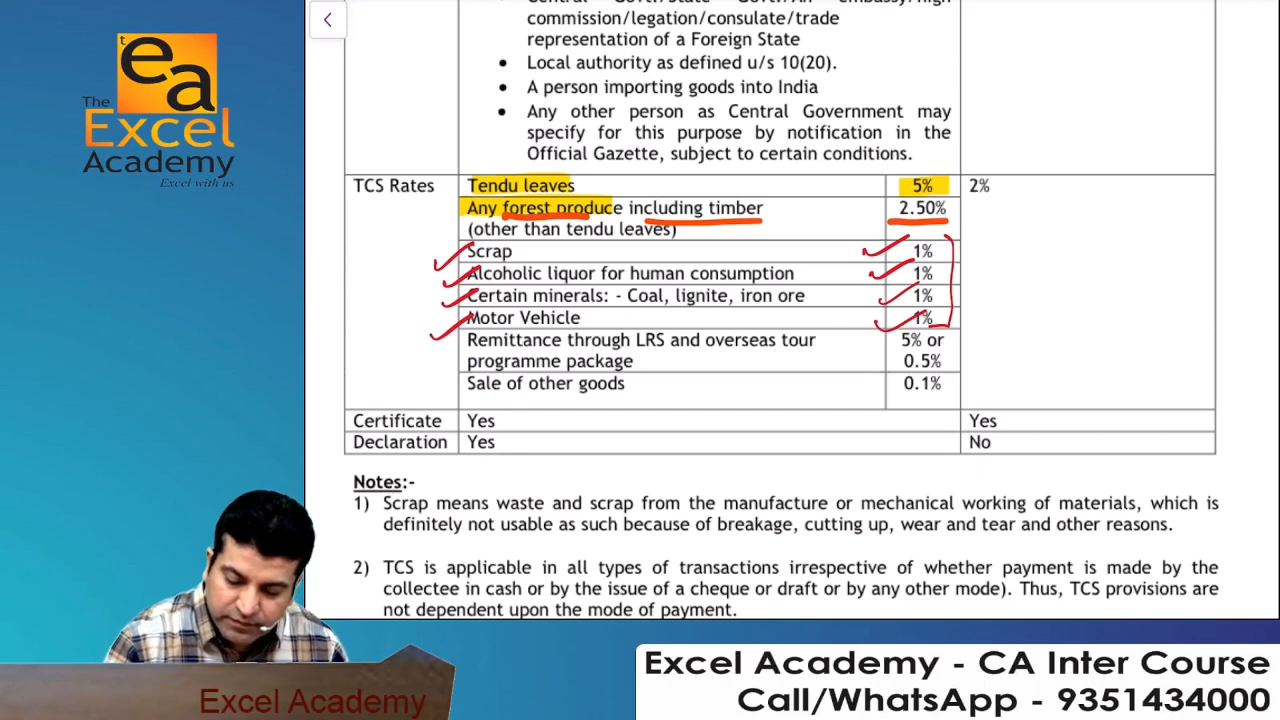 t
ea
The
Excel
Academy
Excel with us
commission/legation/consulate/trade
representation of a Foreign State
• Local authority as defined u/s 10(20).
• A person importing goods into India
• Any other person as Central Government may
specify for this purpose by notification in the
Official Gazette, subject to certain conditions.
TCS Rates Tendu leaves 5% 2%
Any forest produce including timber 2.50%
(other than tendu leaves)
Scrap 1%
Alcoholic liquor for human consumption 1%
Certain minerals: - Coal, lignite, iron ore 1%
Motor Vehicle 1%
Remittance through LRS and overseas tour 5% or
programme package 0.5%
Sale of other goods 0.1%
Certificate Yes Yes
Declaration Yes No
Notes:-
1) Scrap means waste and scrap from the manufacture or mechanical working of materials, which is
definitely not usable as such because of breakage, cutting up, wear and tear and other reasons.
2) TCS is applicable in all types of transactions irrespective of whether payment is made by the
collectee in cash or by the issue of a cheque or draft or by any other mode). Thus, TCS provisions are
not dependent upon the mode of payment.
Excel Academy
Excel Academy - CA Inter Course
Call/WhatsApp - 9351434000